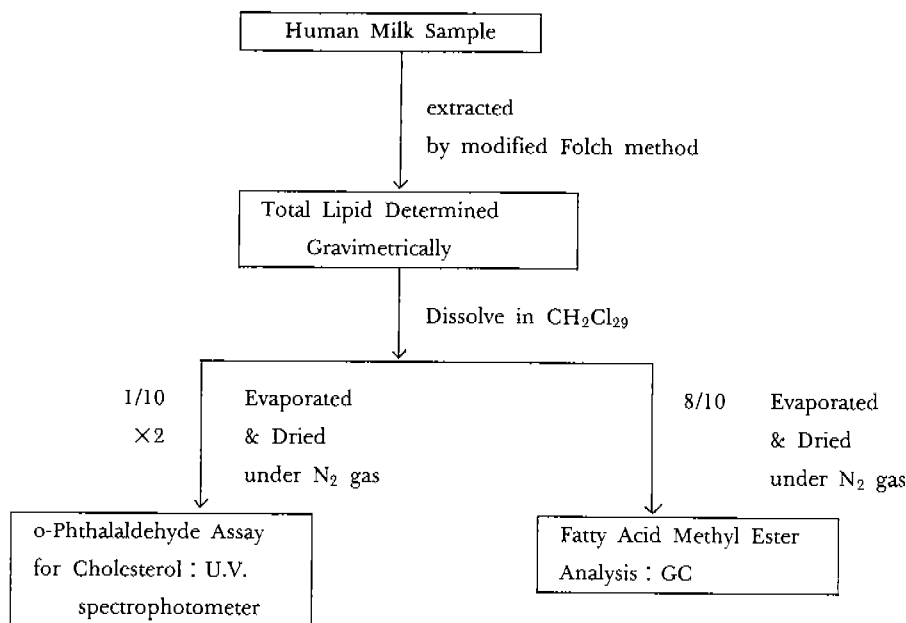 Human Milk Sample
extracted
by modified Folch method
Total Lipid Determined
Gravimetrically
Dissolve in CH₂Cl₂₉
1/10
×2
Evaporated
& Dried
under N₂ gas
8/10
Evaporated
& Dried
under N₂ gas
o-Phthalaldehyde Assay
for Cholesterol : U.V.
spectrophotometer
Fatty Acid Methyl Ester
Analysis : GC